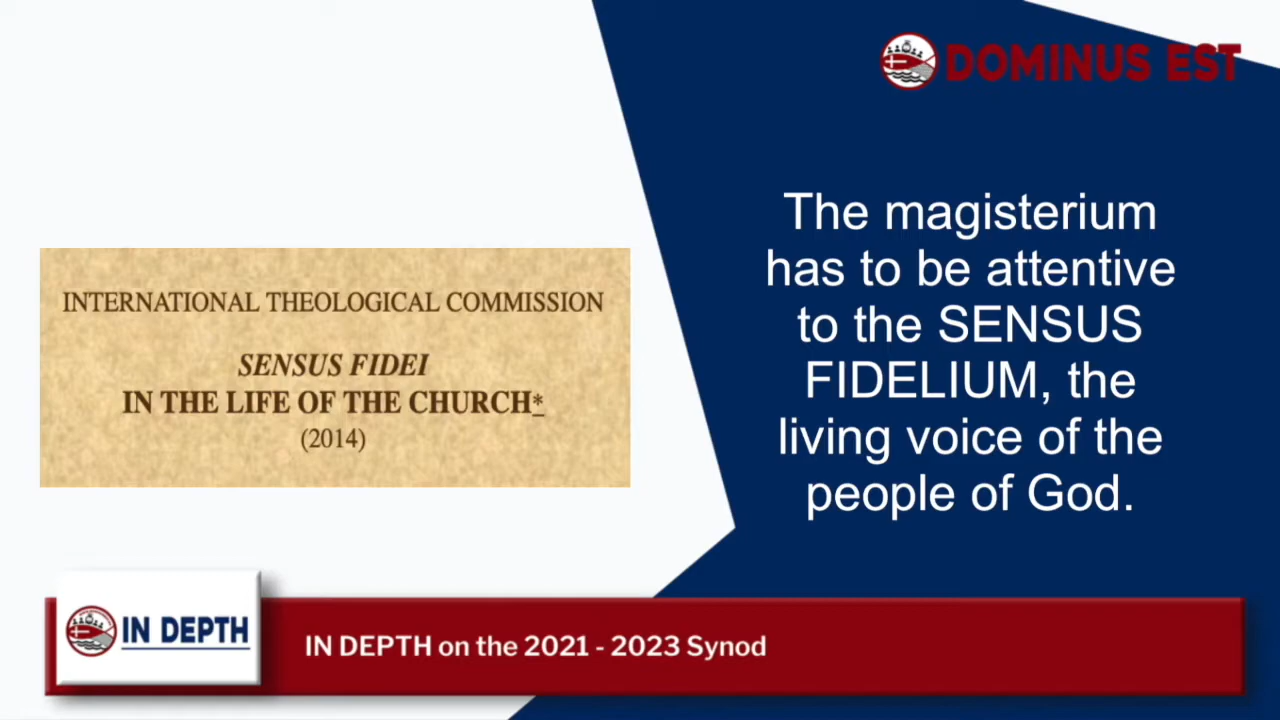 DOMINUS EST
INTERNATIONAL THEOLOGICAL COMMISSION
SENSUS FIDEI
IN THE LIFE OF THE CHURCH*
(2014)
The magisterium
has to be attentive
to the SENSUS
FIDELIUM, the
living voice of the
people of God.
IN DEPTH
IN DEPTH on the 2021 - 2023 Synod